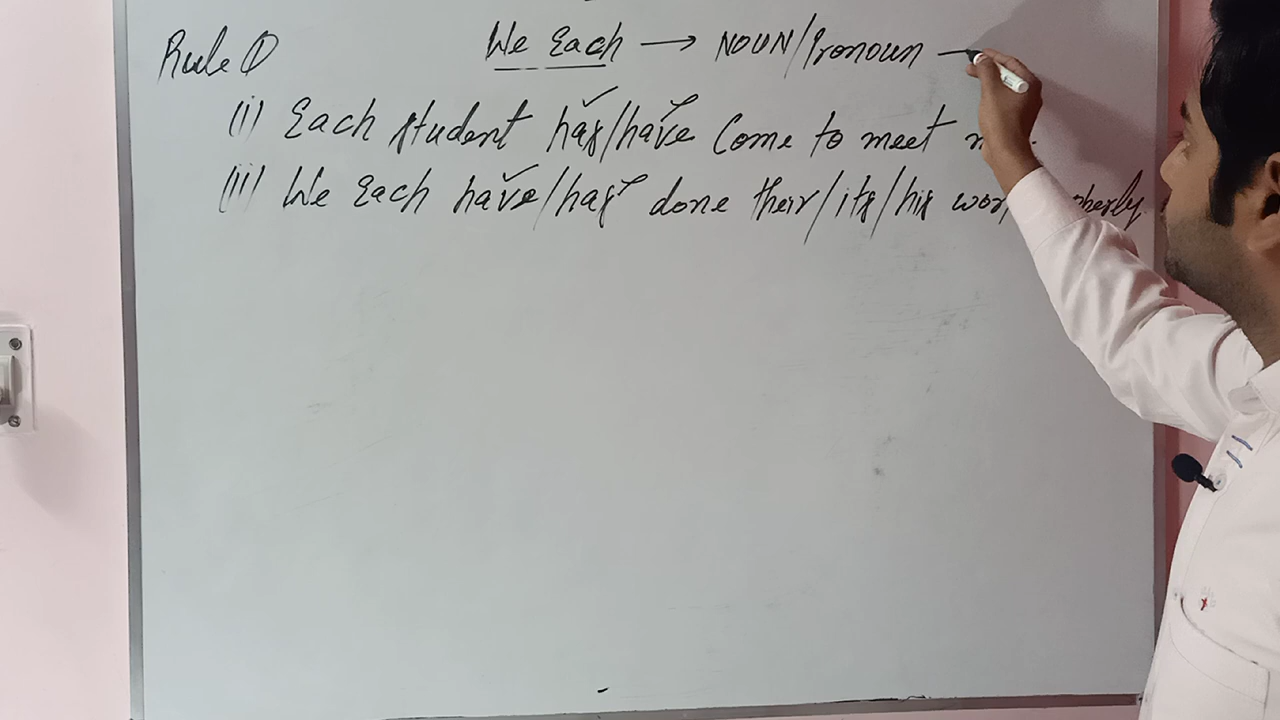 Rule ① We Each → NOUN/Pronoun —
(i) Each student has/have Come to meet
(ii) We Each have/has done their/its/his